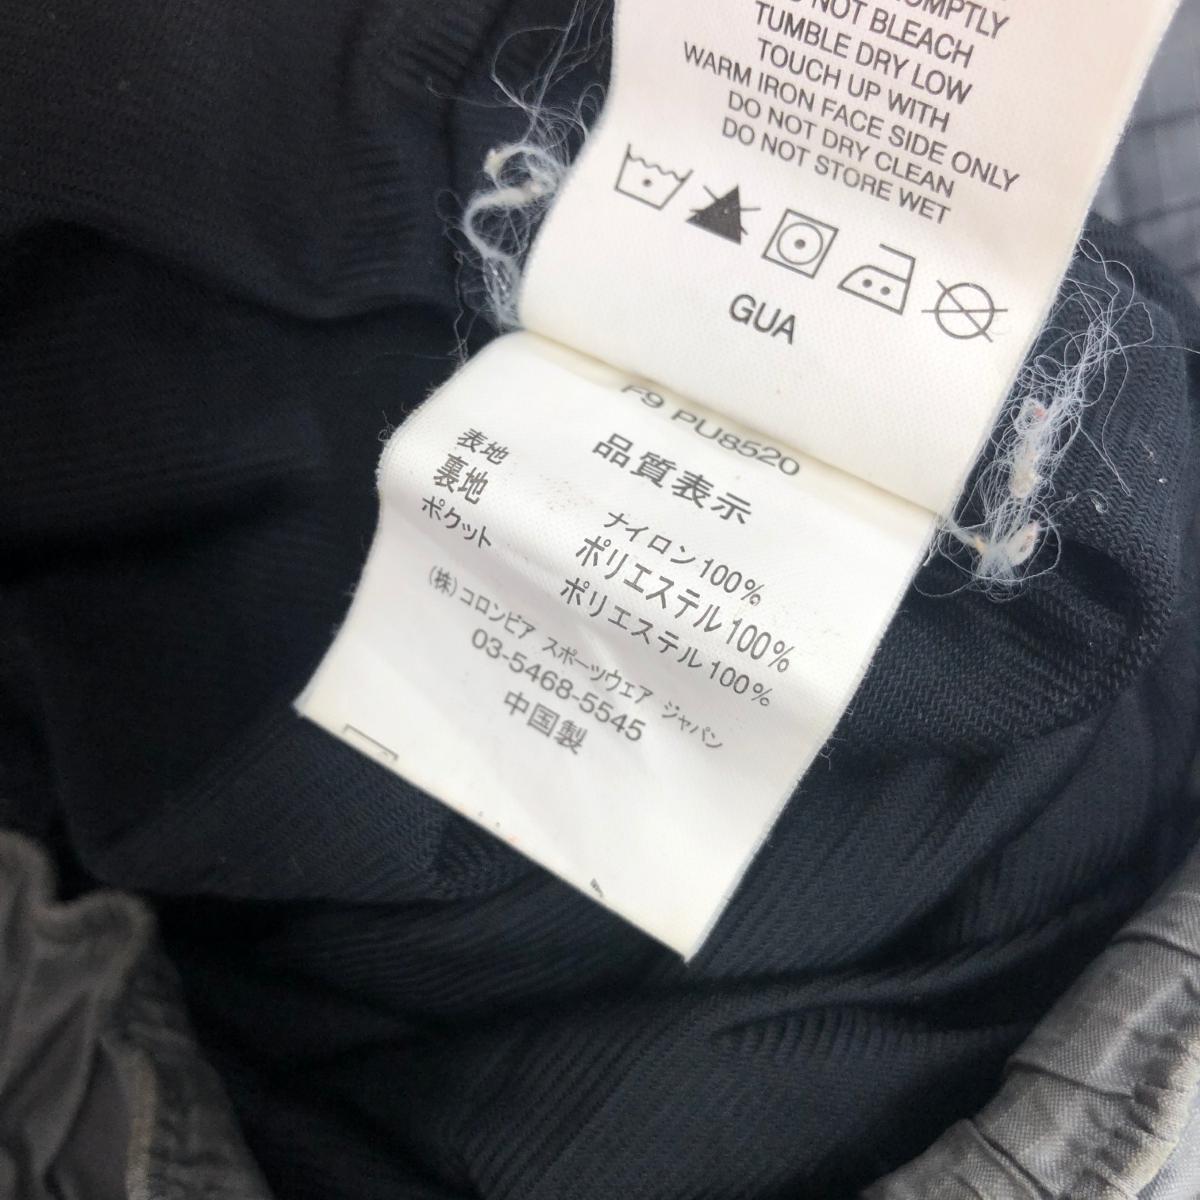 PROMPTLY
DO NOT BLEACH
TUMBLE DRY LOW
TOUCH UP WITH
WARM IRON FACE SIDE ONLY
DO NOT DRY CLEAN
DO NOT STORE WET
GUA
F9 PU8520
品質表示
表地 ナイロン100%
裏地 ポリエステル100%
ポケット ポリエステル100%
(株)コロンビア スポーツウェア ジャパン
03-5468-5545
中国製